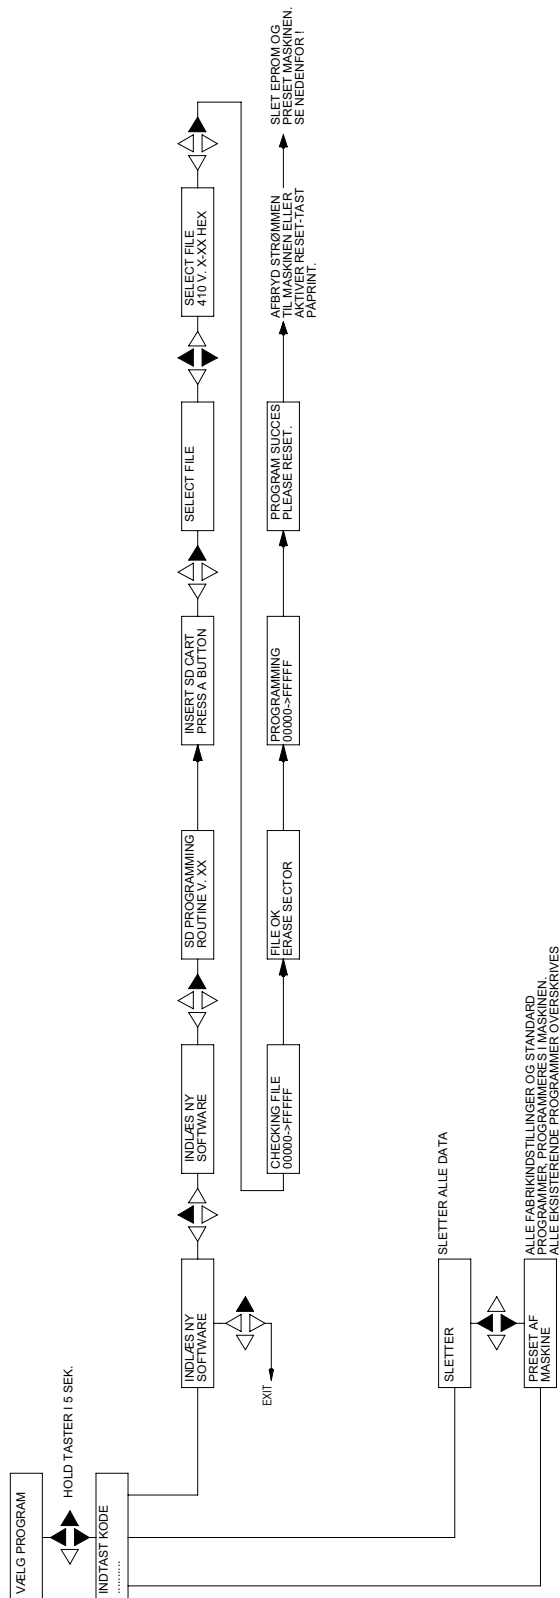 VÆLG PROGRAM
HOLD TASTER I 5 SEK.
INDTAST KODE
..........
INDLÆS NY
SOFTWARE
EXIT
INDLÆS NY
SOFTWARE
SD PROGRAMMING
ROUTINE V. XX
INSERT SD CART
PRESS A BUTTON
SELECT FILE
SELECT FILE
410 V. X-XX HEX
CHECKING FILE
00000->FFFFF
FILE OK
ERASE SECTOR
PROGRAMMING
00000->FFFFF
PROGRAM SUCCES
PLEASE RESET.
AFBRYD STRØMMEN
TIL MASKINEN ELLER
AKTIVER RESET-TAST
PÅPRINT.
SLET EPROM OG
PRESET MASKINEN.
SE NEDENFOR !
SLETTER
SLETTER ALLE DATA
PRESET AF
MASKINE
ALLE FABRIKINDSTILLINGER OG STANDARD
PROGRAMMER, PROGRAMMERES I MASKINEN.
ALLE EKSISTERENDE PROGRAMMER OVERSKRIVES